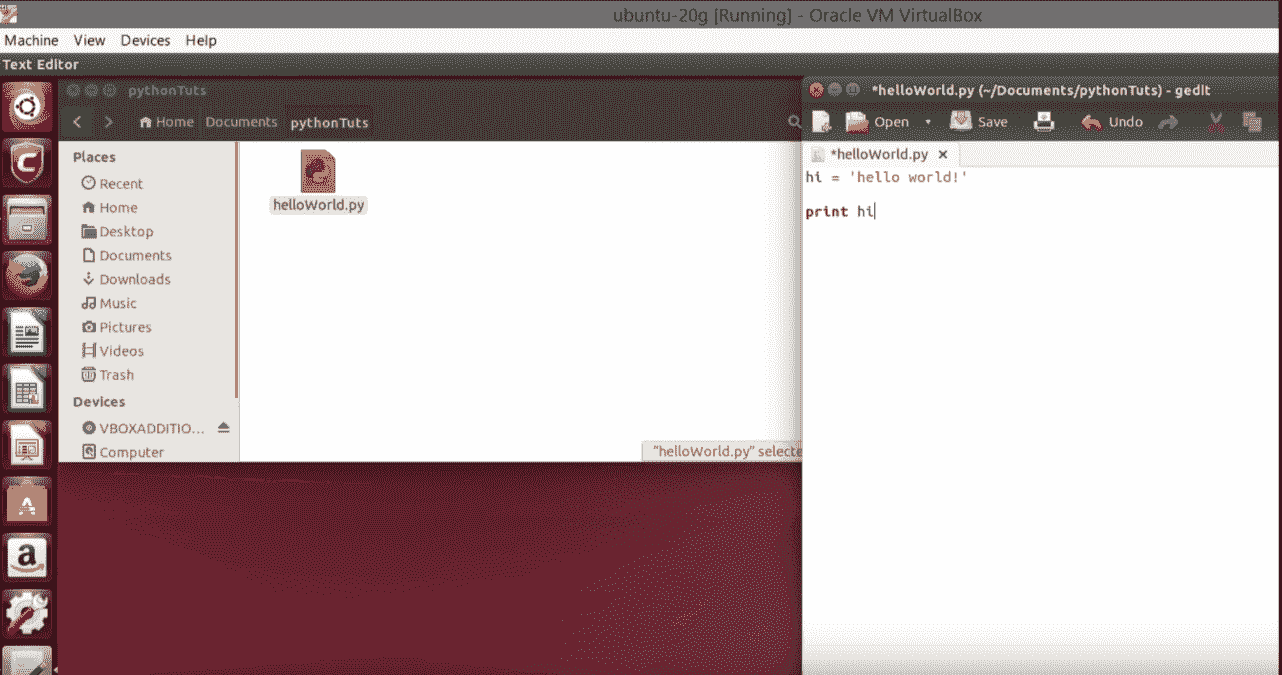 ubuntu-20g [Running] - Oracle VM VirtualBox
Machine View Devices Help
Text Editor
pythonTuts
Home Documents pythonTuts
Places
Recent
Home
Desktop
Documents
Downloads
Music
Pictures
Videos
Trash
Devices
VBOXADDITIO...
Computer
helloWorld.py
"helloWorld.py" selecte
*helloWorld.py (~/Documents/pythonTuts) - gedit
Open Save Undo
*helloWorld.py
hi = 'hello world!'
print hi